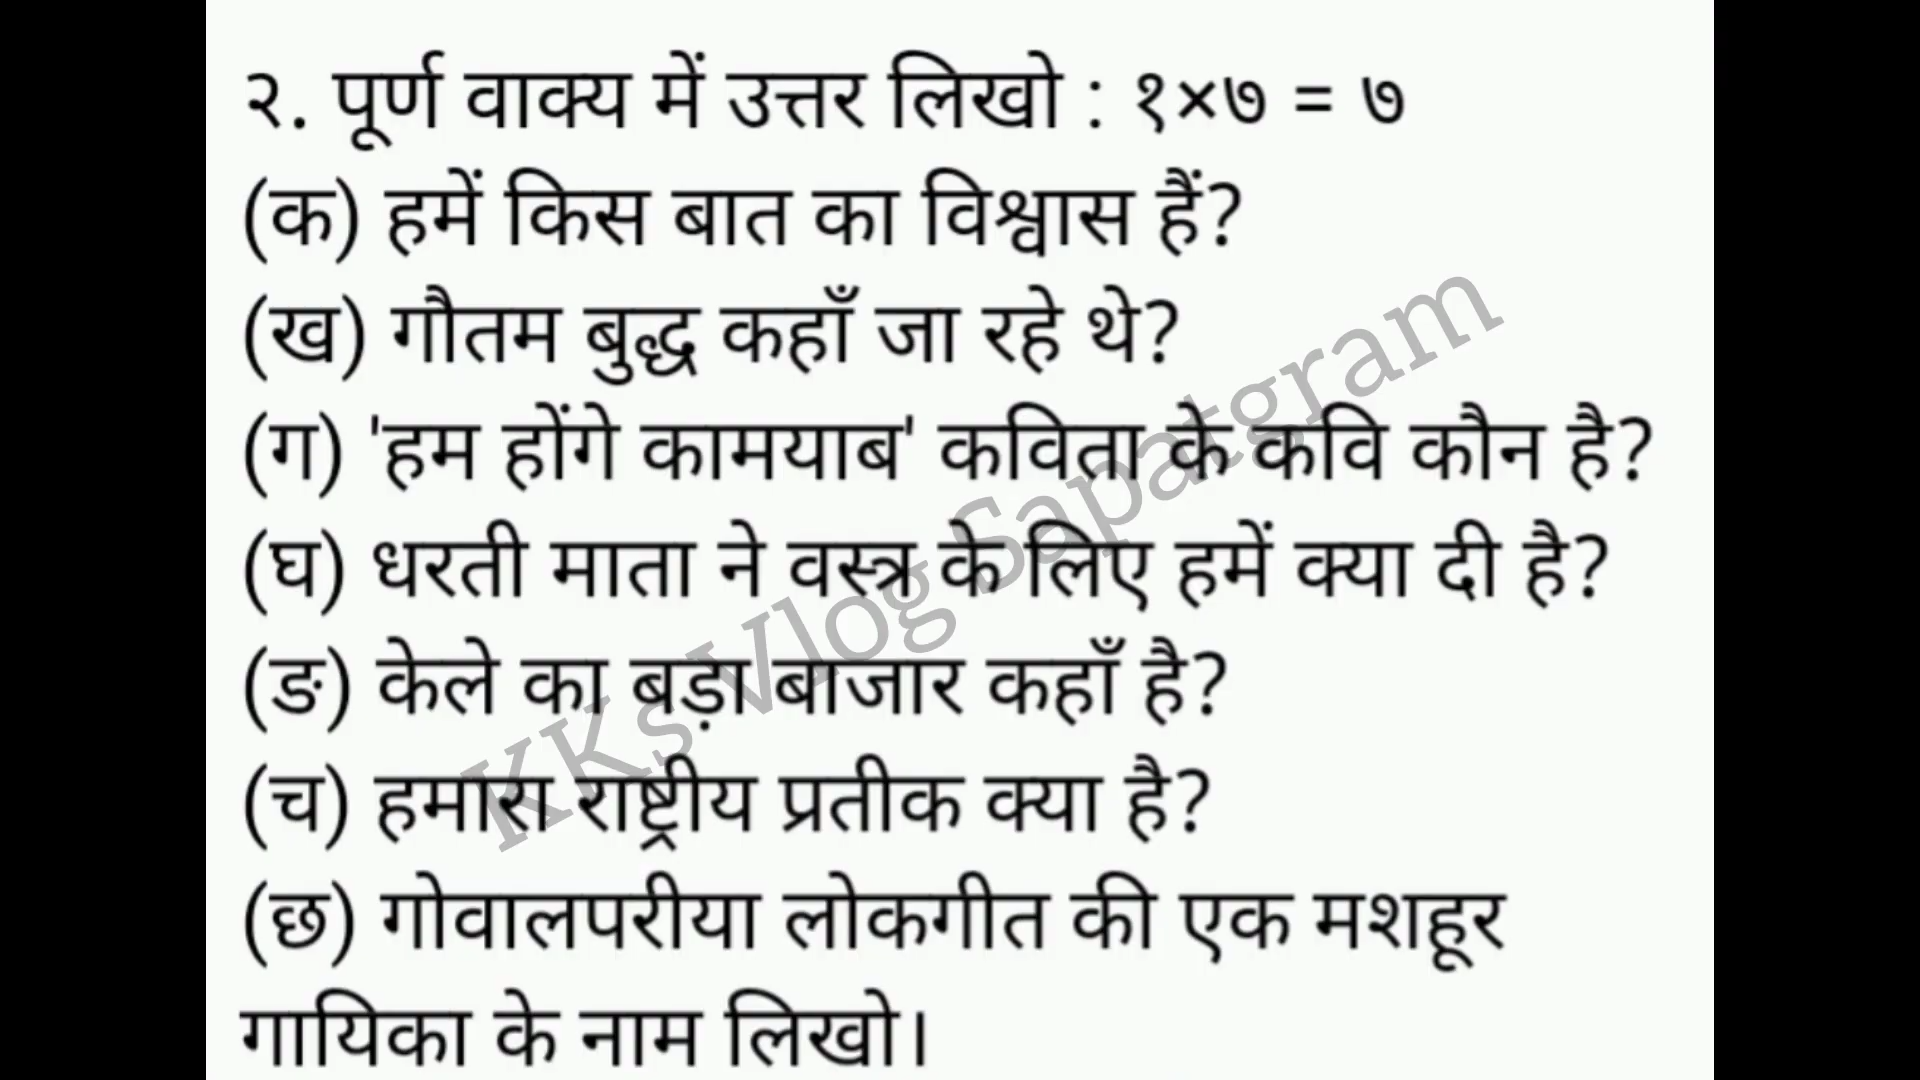 २. पूर्ण वाक्य में उत्तर लिखो : १×७ = ७
(क) हमें किस बात का विश्वास हैं?
(ख) गौतम बुद्ध कहाँ जा रहे थे?
(ग) 'हम होंगे कामयाब' कविता के कवि कौन है?
(घ) धरती माता ने वस्त्र के लिए हमें क्या दी है?
(ङ) केले का बड़ा बाजार कहाँ है?
(च) हमारा राष्ट्रीय प्रतीक क्या है?
(छ) गोवालपरीया लोकगीत की एक मशहूर
गायिका के नाम लिखो।
KKs Vlog Sapatgram